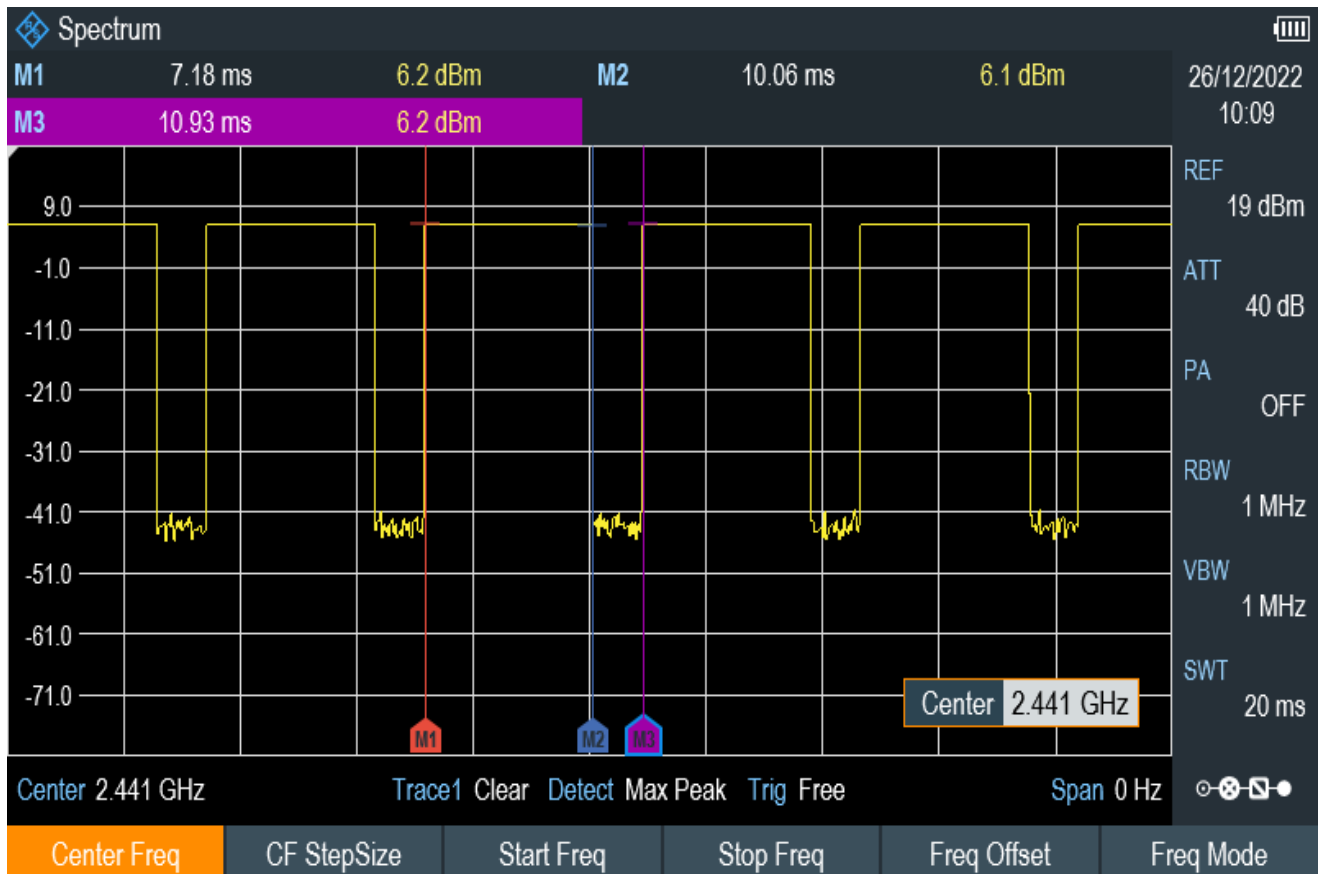 Spectrum
M1 7.18 ms 6.2 dBm M2 10.06 ms 6.1 dBm
26/12/2022
10:09
M3 10.93 ms 6.2 dBm
9.0
-1.0
-11.0
-21.0
-31.0
-41.0
-51.0
-61.0
-71.0
M1 M2 M3
Center 2.441 GHz
REF
19 dBm
ATT
40 dB
PA
OFF
RBW
1 MHz
VBW
1 MHz
SWT
20 ms
Center 2.441 GHz Trace1 Clear Detect Max Peak Trig Free Span 0 Hz
Center Freq CF StepSize Start Freq Stop Freq Freq Offset Freq Mode